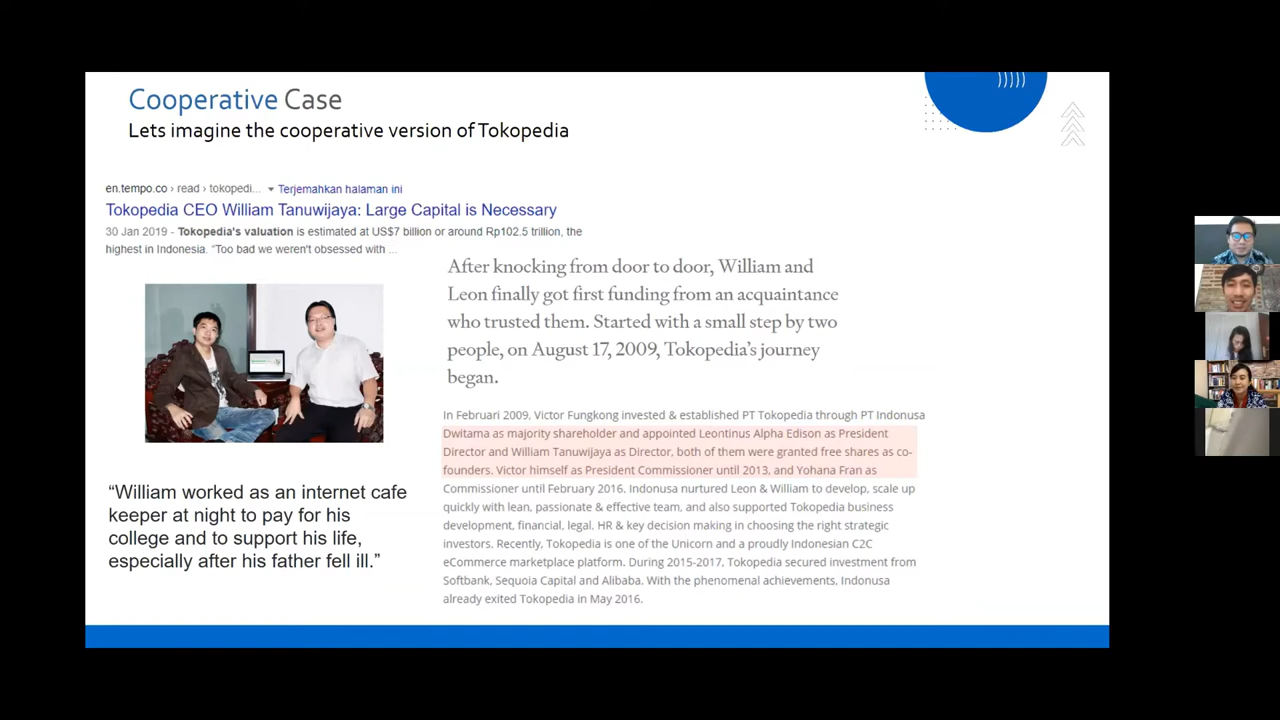 Cooperative Case
Lets imagine the cooperative version of Tokopedia
en.tempo.co › read › tokopedi... ▾ Terjemahkan halaman ini
Tokopedia CEO William Tanuwijaya: Large Capital is Necessary
30 Jan 2019 - Tokopedia's valuation is estimated at US$7 billion or around Rp102.5 trillion, the
highest in Indonesia. "Too bad we weren't obsessed with ...
After knocking from door to door, William and
Leon finally got first funding from an acquaintance
who trusted them. Started with a small step by two
people, on August 17, 2009, Tokopedia's journey
began.
In Februari 2009, Victor Fungkong invested & established PT Tokopedia through PT Indonusa
Dwitama as majority shareholder and appointed Leontinus Alpha Edison as President
Director and William Tanuwijaya as Director, both of them were granted free shares as co-
founders. Victor himself as President Commissioner until 2013, and Yohana Fran as
Commissioner until February 2016. Indonusa nurtured Leon & William to develop, scale up
quickly with lean, passionate & effective team, and also supported Tokopedia business
development, financial, legal, HR & key decision making in choosing the right strategic
investors. Recently, Tokopedia is one of the Unicorn and a proudly Indonesian C2C
eCommerce marketplace platform. During 2015-2017, Tokopedia secured investment from
Softbank, Sequoia Capital and Alibaba. With the phenomenal achievements, Indonusa
already exited Tokopedia in May 2016.
“William worked as an internet cafe
keeper at night to pay for his
college and to support his life,
especially after his father fell ill.”